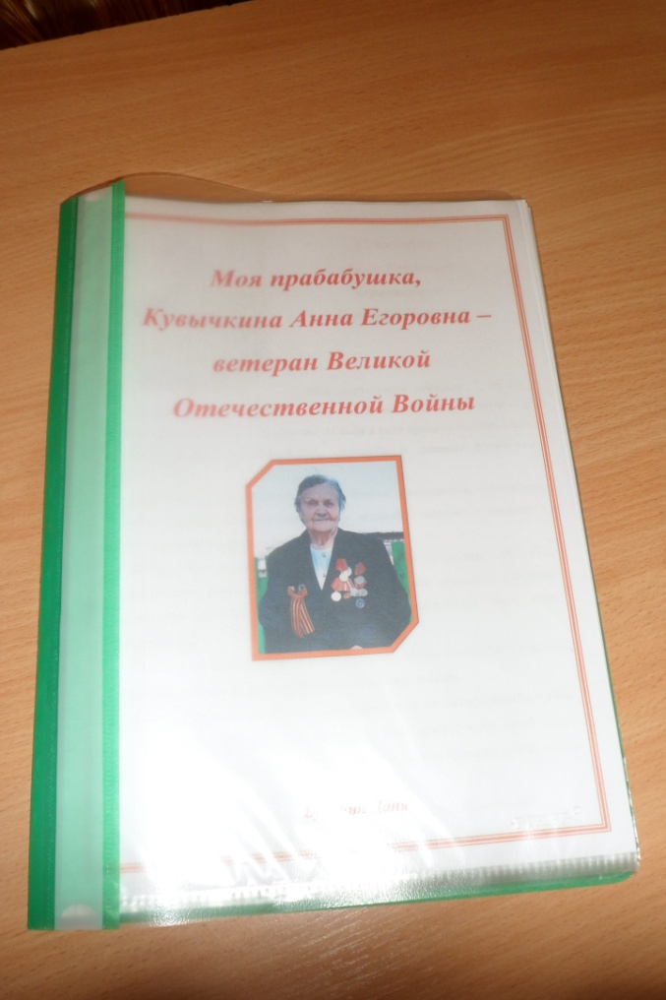 Моя прабабушка,
Кувычкина Анна Егоровна –
ветеран Великой
Отечественной Войны